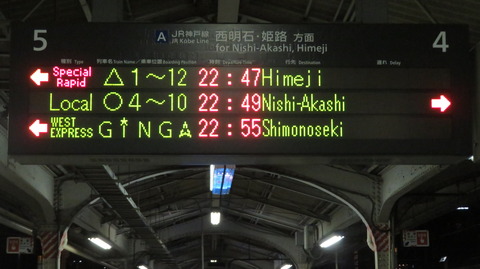 5 A JR神戸線 西明石・姫路 方面 4
JR Kobe Line for Nishi-Akashi, Himeji
Special Rapid △1〜12 22:47 Himeji
Local ○4〜10 22:49 Nishi-Akashi
WEST EXPRESS GINGA 22:55 Shimonoseki